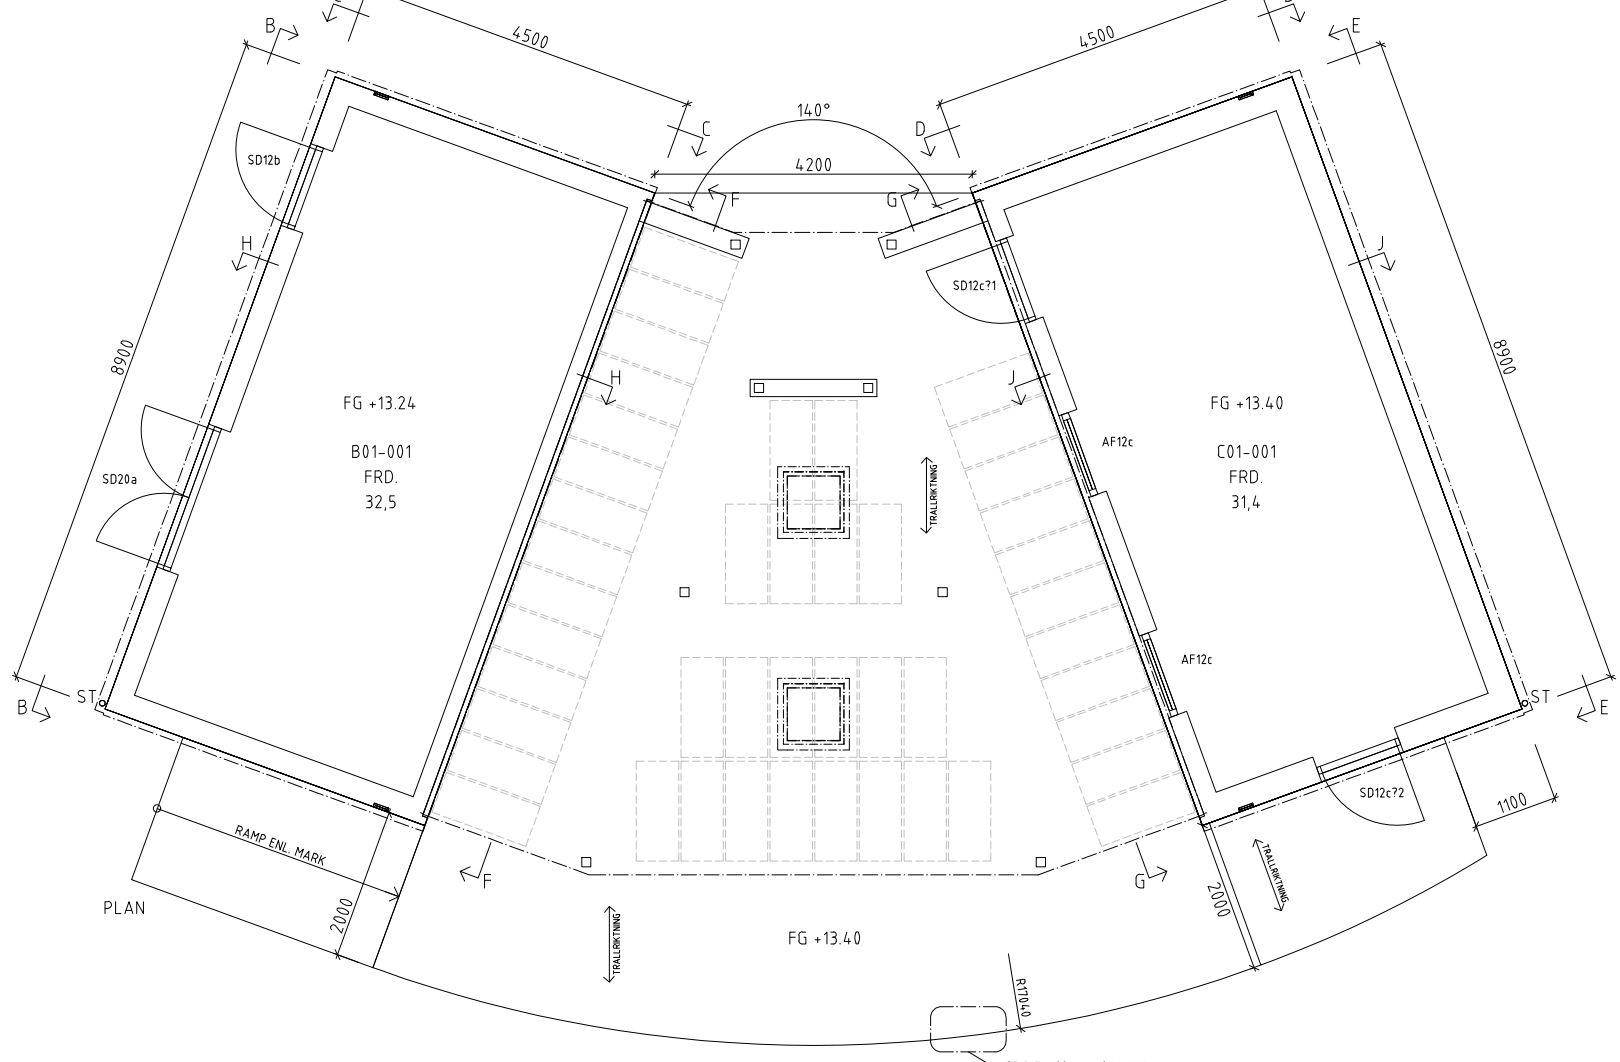 B
E
4500
4500
140°
C
D
SD12b
4200
F
G
H
J
SD12c?1
8900
8900
H
J
FG +13.24
FG +13.40
AF12c
B01-001
FRD.
32,5
C01-001
FRD.
31,4
SD20a
TRALLRIKTNING
AF12c
ST
ST
B
E
SD12c?2
1100
RAMP ENL. MARK
F
G
2000
2000
TRALLRIKTNING
PLAN
TRALLRIKTNING
FG +13.40
R17040